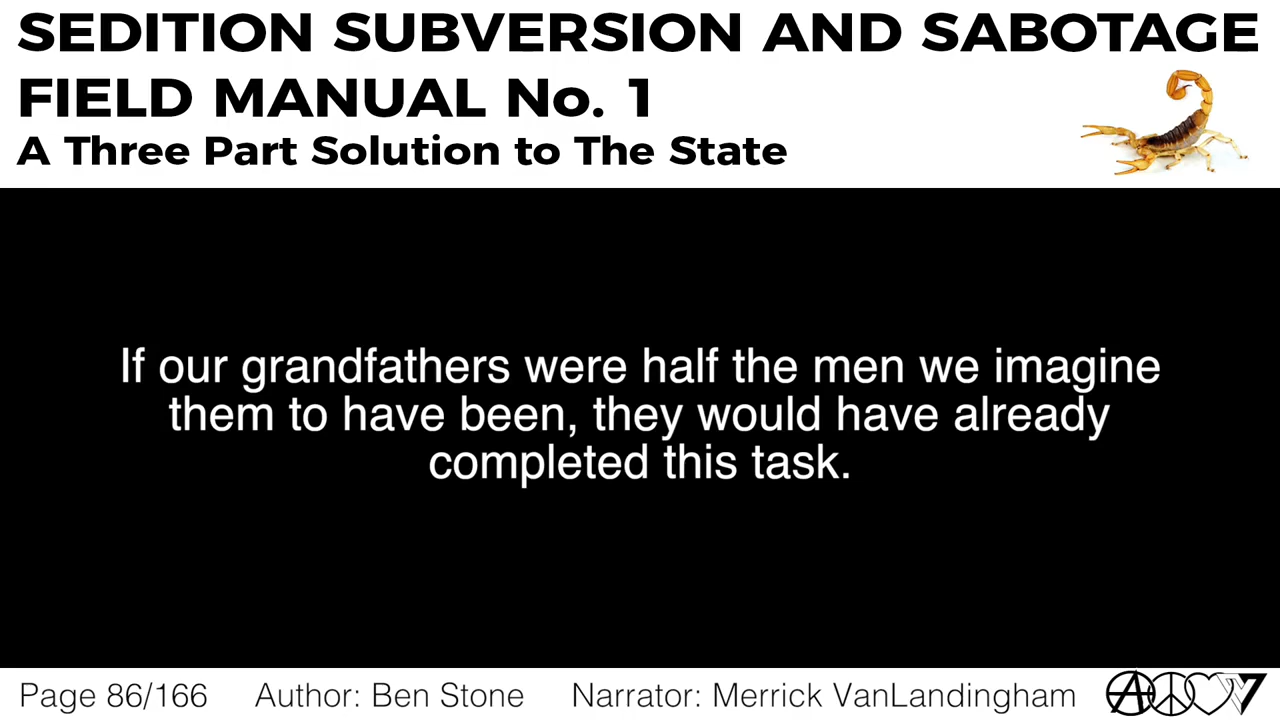 SEDITION SUBVERSION AND SABOTAGE
FIELD MANUAL No. 1
A Three Part Solution to The State
If our grandfathers were half the men we imagine
them to have been, they would have already
completed this task.
Page 86/166 Author: Ben Stone Narrator: Merrick VanLandingham